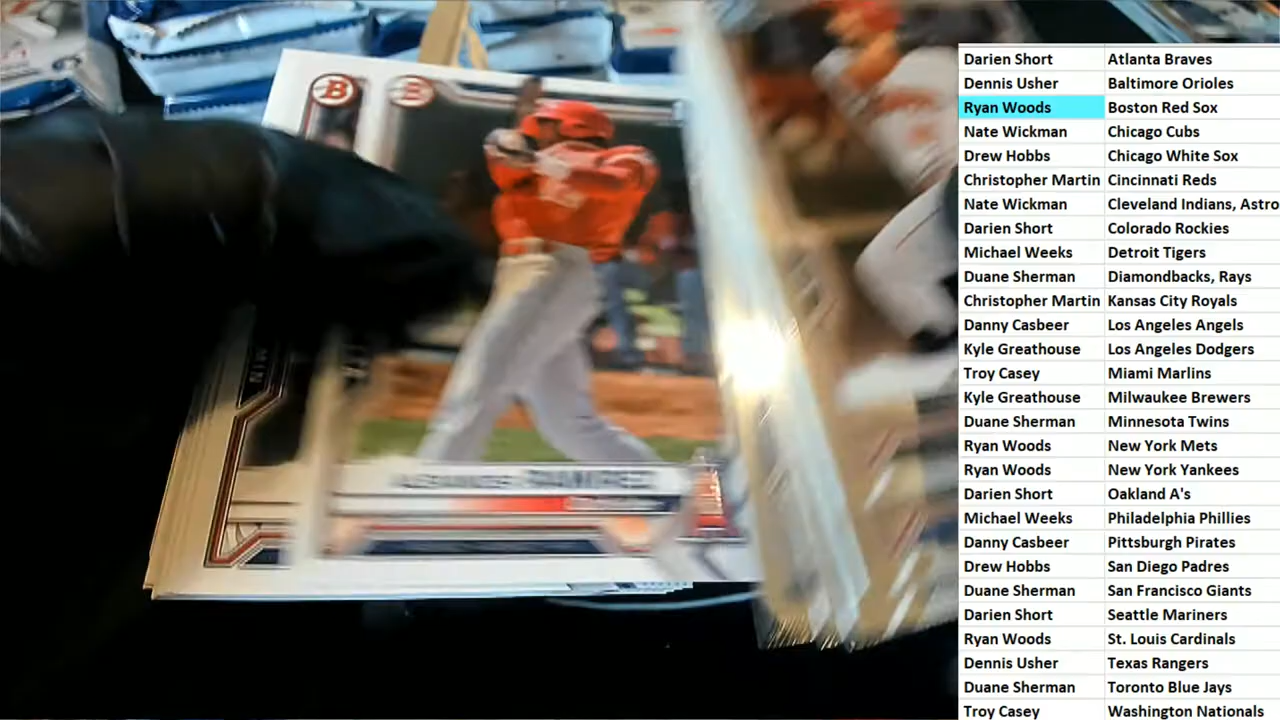 B
B
RAMIREZ
Darien Short Atlanta Braves
Dennis Usher Baltimore Orioles
Ryan Woods Boston Red Sox
Nate Wickman Chicago Cubs
Drew Hobbs Chicago White Sox
Christopher Martin Cincinnati Reds
Nate Wickman Cleveland Indians, Astro
Darien Short Colorado Rockies
Michael Weeks Detroit Tigers
Duane Sherman Diamondbacks, Rays
Christopher Martin Kansas City Royals
Danny Casbeer Los Angeles Angels
Kyle Greathouse Los Angeles Dodgers
Troy Casey Miami Marlins
Kyle Greathouse Milwaukee Brewers
Duane Sherman Minnesota Twins
Ryan Woods New York Mets
Ryan Woods New York Yankees
Darien Short Oakland A's
Michael Weeks Philadelphia Phillies
Danny Casbeer Pittsburgh Pirates
Drew Hobbs San Diego Padres
Duane Sherman San Francisco Giants
Darien Short Seattle Mariners
Ryan Woods St. Louis Cardinals
Dennis Usher Texas Rangers
Duane Sherman Toronto Blue Jays
Troy Casey Washington Nationals